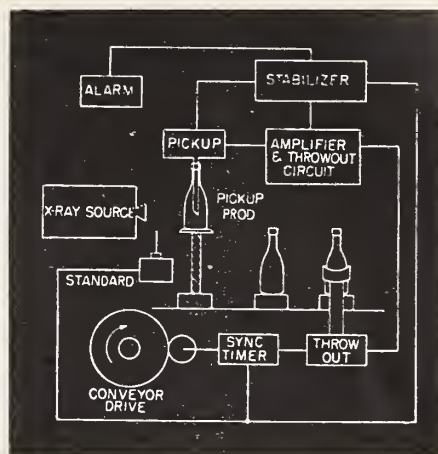 STABILIZER
ALARM
PICKUP
AMPLIFIER
& THROWOUT
CIRCUIT
X-RAY SOURCE
PICKUP
PROD
STANDARD
SYNC
TIMER
THROW
OUT
CONVEYOR
DRIVE